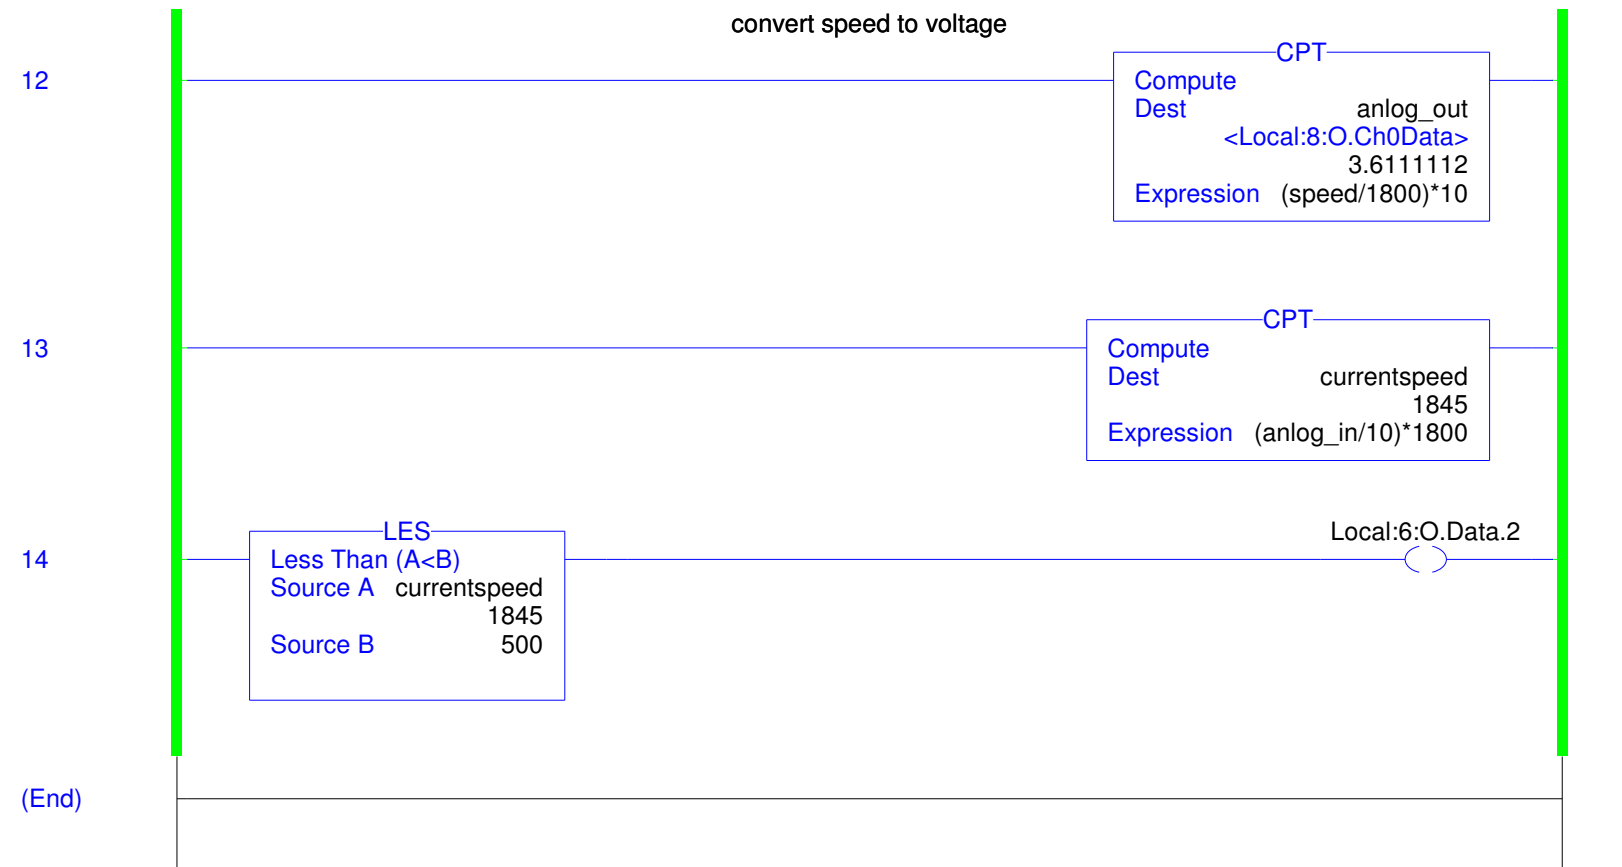 convert speed to voltage
12
CPT
Compute
Dest anlog_out
<Local:8:O.Ch0Data>
3.6111112
Expression (speed/1800)*10
13
CPT
Compute
Dest currentspeed
1845
Expression (anlog_in/10)*1800
14
LES
Less Than (A<B)
Source A currentspeed
1845
Source B 500
Local:6:O.Data.2
(End)